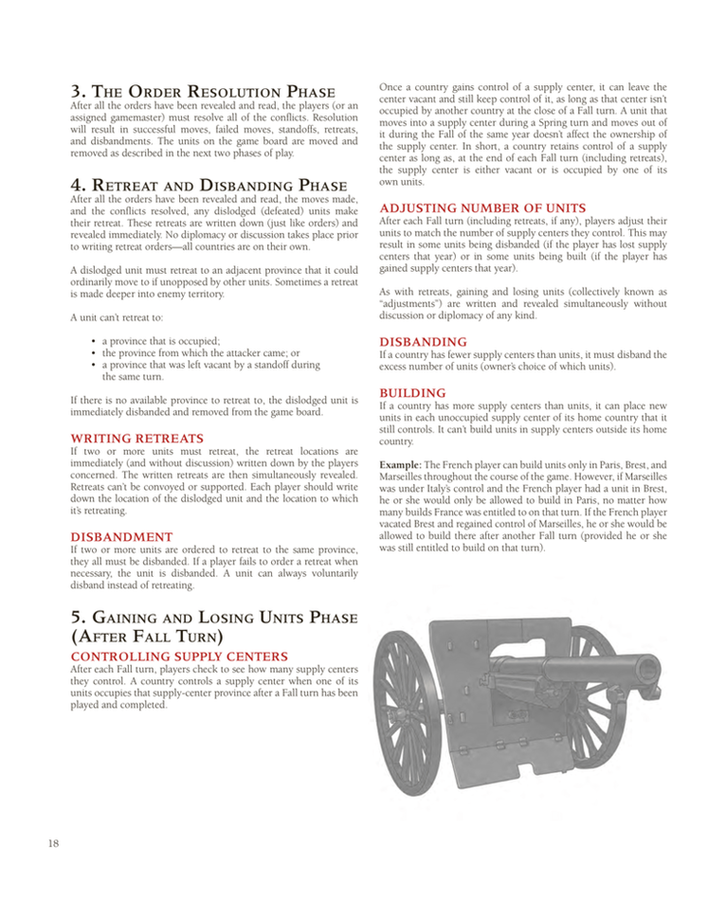 3. The Order Resolution Phase
After all the orders have been revealed and read, the players (or an
assigned gamemaster) must resolve all of the conflicts. Resolution
will result in successful moves, failed moves, standoffs, retreats,
and disbandments. The units on the game board are moved and
removed as described in the next two phases of play.
4. Retreat and Disbanding Phase
After all the orders have been revealed and read, the moves made,
and the conflicts resolved, any dislodged (defeated) units make
their retreat. These retreats are written down (just like orders) and
revealed immediately. No diplomacy or discussion takes place prior
to writing retreat orders—all countries are on their own.
A dislodged unit must retreat to an adjacent province that it could
ordinarily move to if unopposed by other units. Sometimes a retreat
is made deeper into enemy territory.
A unit can't retreat to:
• a province that is occupied;
• the province from which the attacker came; or
• a province that was left vacant by a standoff during
the same turn.
If there is no available province to retreat to, the dislodged unit is
immediately disbanded and removed from the game board.
WRITING RETREATS
If two or more units must retreat, the retreat locations are
immediately (and without discussion) written down by the players
concerned. The written retreats are then simultaneously revealed.
Retreats can't be convoyed or supported. Each player should write
down the location of the dislodged unit and the location to which
it's retreating.
DISBANDMENT
If two or more units are ordered to retreat to the same province,
they all must be disbanded. If a player fails to order a retreat when
necessary, the unit is disbanded. A unit can always voluntarily
disband instead of retreating.
5. Gaining and Losing Units Phase
(After Fall Turn)
CONTROLLING SUPPLY CENTERS
After each Fall turn, players check to see how many supply centers
they control. A country controls a supply center when one of its
units occupies that supply-center province after a Fall turn has been
played and completed.
Once a country gains control of a supply center, it can leave the
center vacant and still keep control of it, as long as that center isn't
occupied by another country at the close of a Fall turn. A unit that
moves into a supply center during a Spring turn and moves out of
it during the Fall of the same year doesn't affect the ownership of
the supply center. In short, a country retains control of a supply
center as long as, at the end of each Fall turn (including retreats),
the supply center is either vacant or is occupied by one of its
own units.
ADJUSTING NUMBER OF UNITS
After each Fall turn (including retreats, if any), players adjust their
units to match the number of supply centers they control. This may
result in some units being disbanded (if the player has lost supply
centers that year) or in some units being built (if the player has
gained supply centers that year).
As with retreats, gaining and losing units (collectively known as
“adjustments”) are written and revealed simultaneously without
discussion or diplomacy of any kind.
DISBANDING
If a country has fewer supply centers than units, it must disband the
excess number of units (owner's choice of which units).
BUILDING
If a country has more supply centers than units, it can place new
units in each unoccupied supply center of its home country that it
still controls. It can't build units in supply centers outside its home
country.
Example: The French player can build units only in Paris, Brest, and
Marseilles throughout the course of the game. However, if Marseilles
was under Italy's control and the French player had a unit in Brest,
he or she would only be allowed to build in Paris, no matter how
many builds France was entitled to on that turn. If the French player
vacated Brest and regained control of Marseilles, he or she would be
allowed to build there after another Fall turn (provided he or she
was still entitled to build on that turn).
18